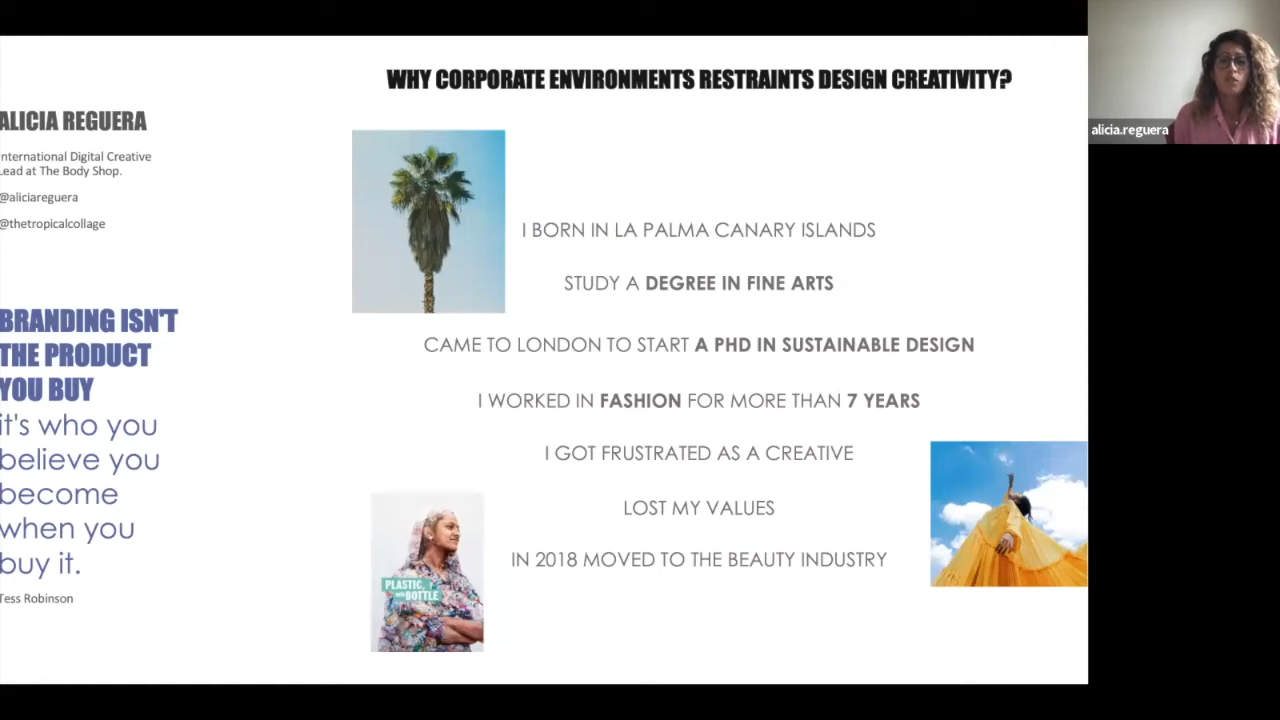 WHY CORPORATE ENVIRONMENTS RESTRAINTS DESIGN CREATIVITY?
ALICIA REGUERA
nternational Digital Creative
Lead at The Body Shop.
@aliciareguera
@thetropicalcollage
BRANDING ISN'T
THE PRODUCT
YOU BUY
it's who you
believe you
become
when you
buy it.
Tess Robinson
I BORN IN LA PALMA CANARY ISLANDS
STUDY A DEGREE IN FINE ARTS
CAME TO LONDON TO START A PHD IN SUSTAINABLE DESIGN
I WORKED IN FASHION FOR MORE THAN 7 YEARS
I GOT FRUSTRATED AS A CREATIVE
LOST MY VALUES
IN 2018 MOVED TO THE BEAUTY INDUSTRY
PLASTIC,
BOTTLE
alicia.reguera